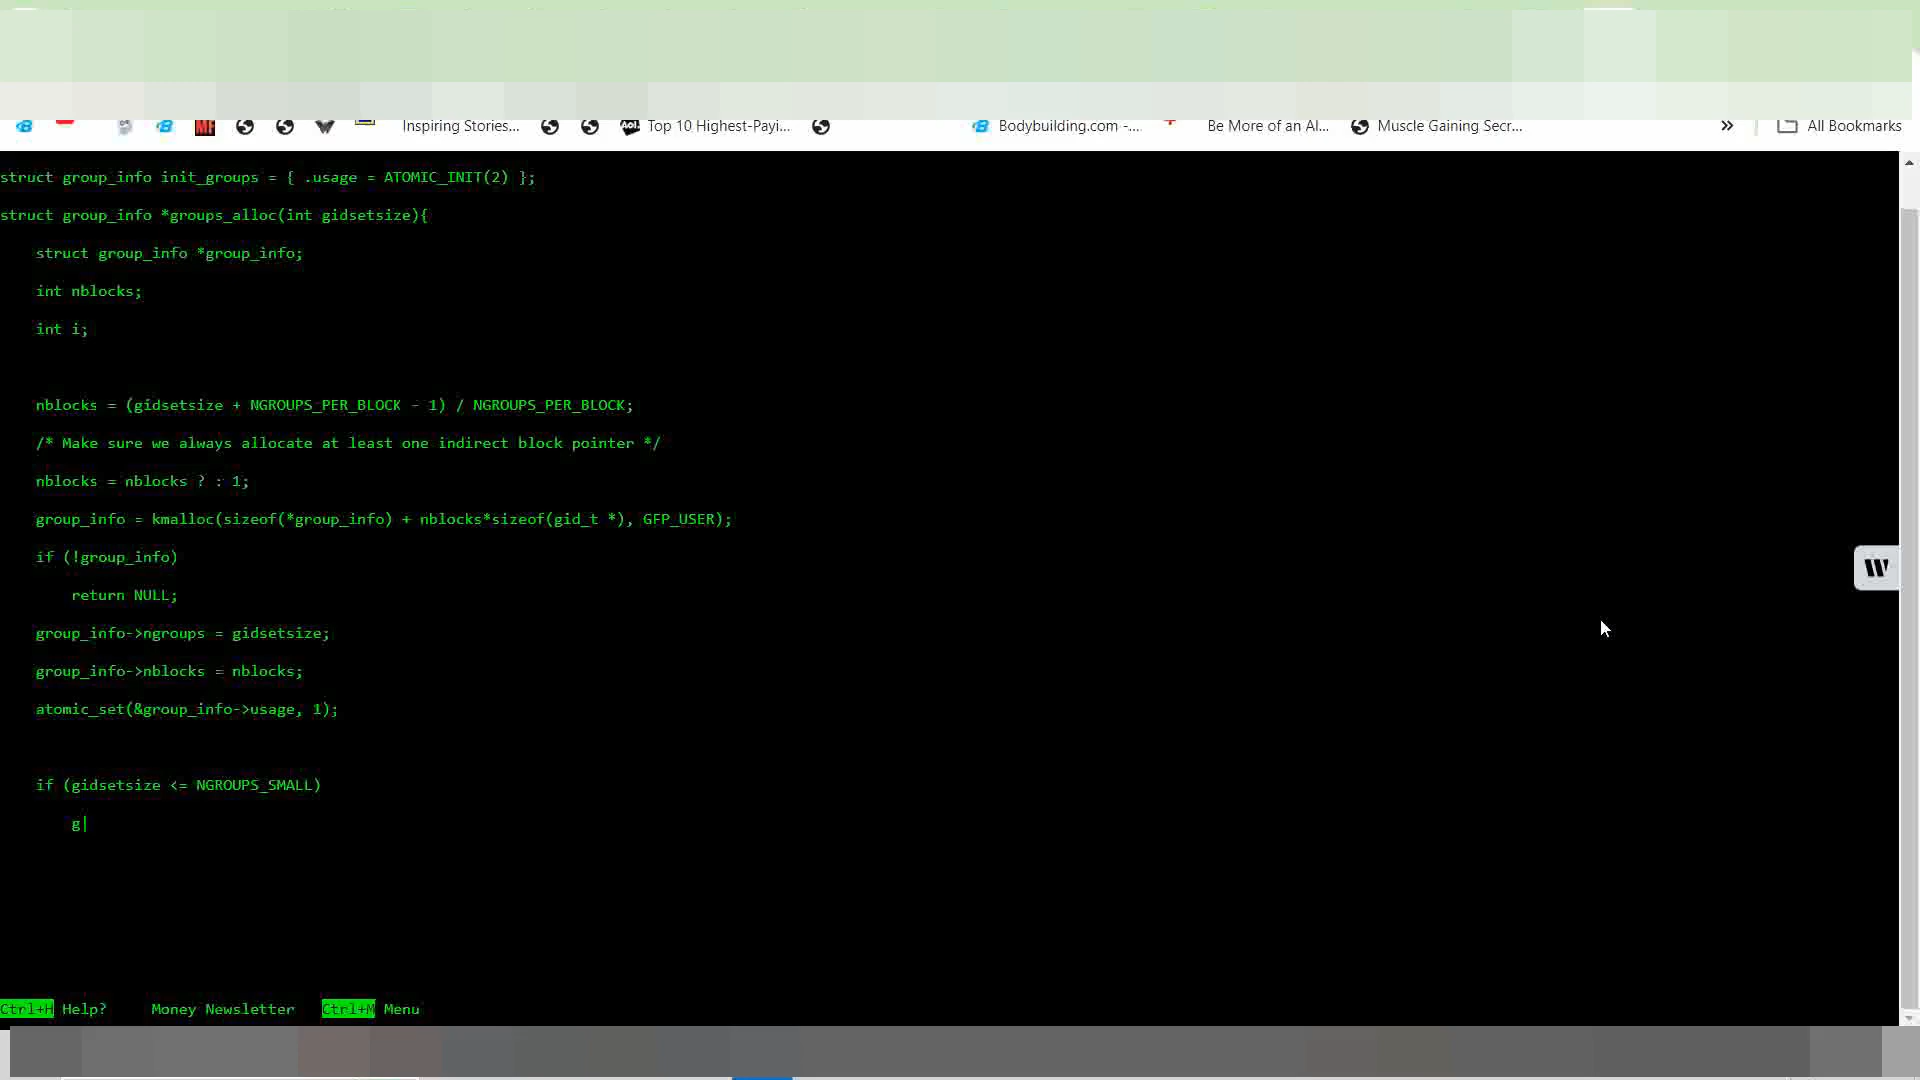 MF
Inspiring Stories...
Aol.
Top 10 Highest-Payi...
Bodybuilding.com -...
Be More of an Al...
Muscle Gaining Secr...
»
All Bookmarks
struct group_info init_groups = { .usage = ATOMIC_INIT(2) };
struct group_info *groups_alloc(int gidsetsize){
struct group_info *group_info;
int nblocks;
int i;
nblocks = (gidsetsize + NGROUPS_PER_BLOCK - 1) / NGROUPS_PER_BLOCK;
/* Make sure we always allocate at least one indirect block pointer */
nblocks = nblocks ? : 1;
group_info = kmalloc(sizeof(*group_info) + nblocks*sizeof(gid_t *), GFP_USER);
if (!group_info)
return NULL;
group_info->ngroups = gidsetsize;
group_info->nblocks = nblocks;
atomic_set(&group_info->usage, 1);
if (gidsetsize <= NGROUPS_SMALL)
g|
W
Ctrl+H Help? Money Newsletter Ctrl+M Menu